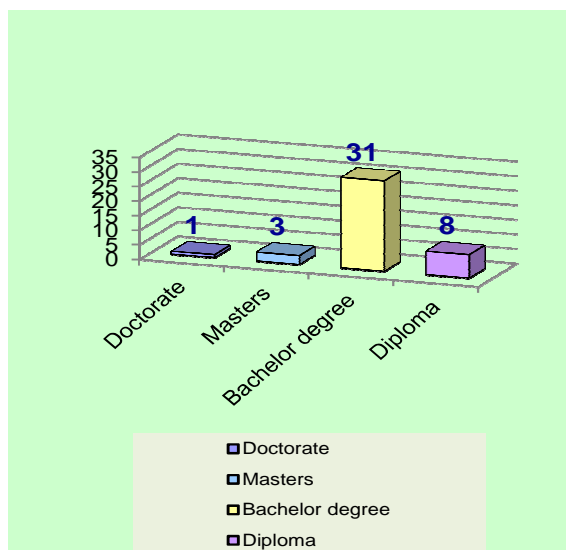 35
30
25
20
15
10
5
0
1
3
31
8
Doctorate
Masters
Bachelor degree
Diploma
Doctorate
Masters
Bachelor degree
Diploma